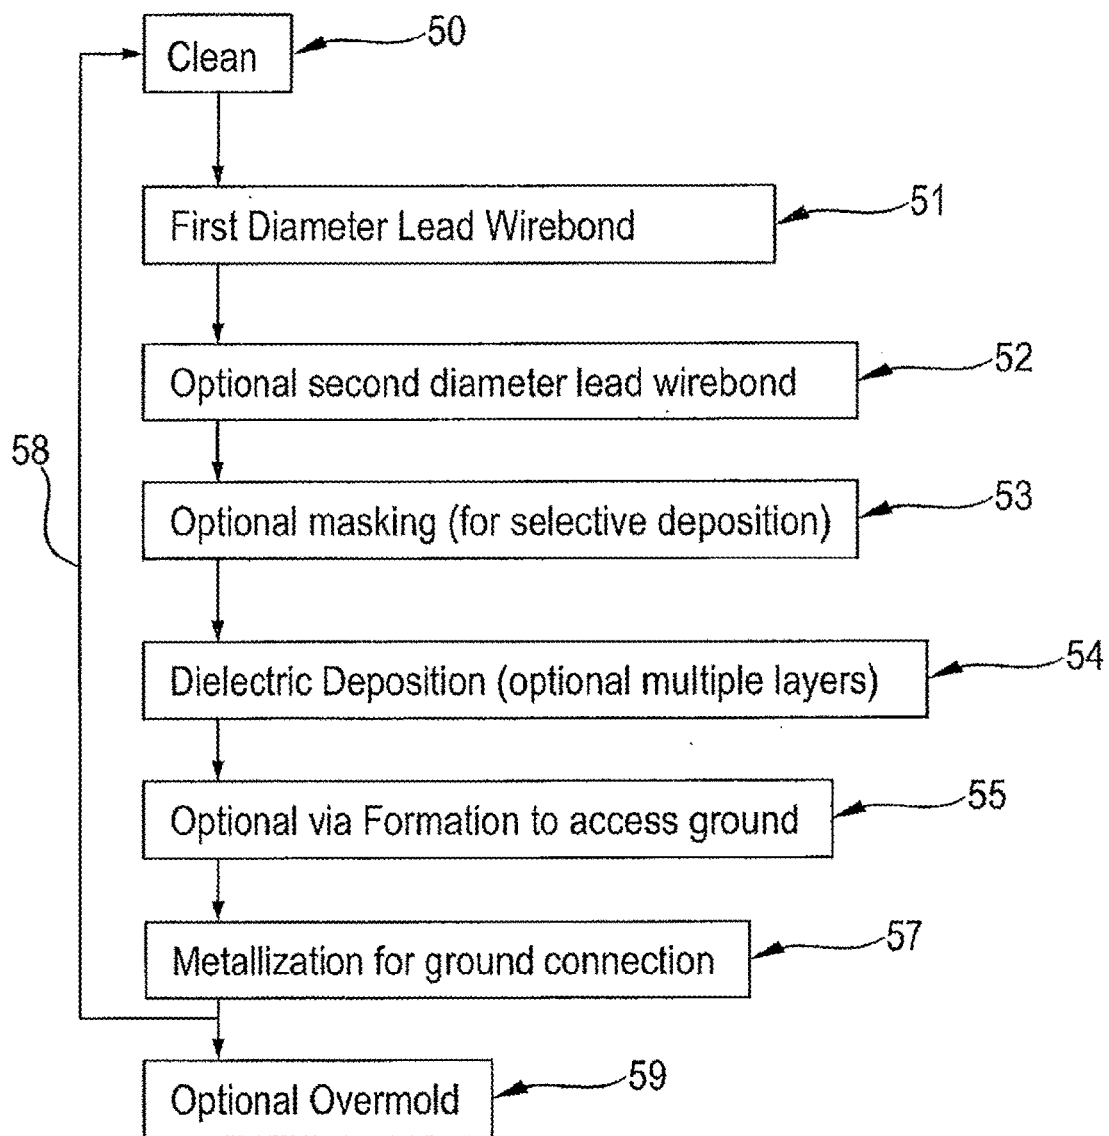 Clean
50
First Diameter Lead Wirebond
51
Optional second diameter lead wirebond
52
58
Optional masking (for selective deposition)
53
Dielectric Deposition (optional multiple layers)
54
Optional via Formation to access ground
55
Metallization for ground connection
57
Optional Overmold
59